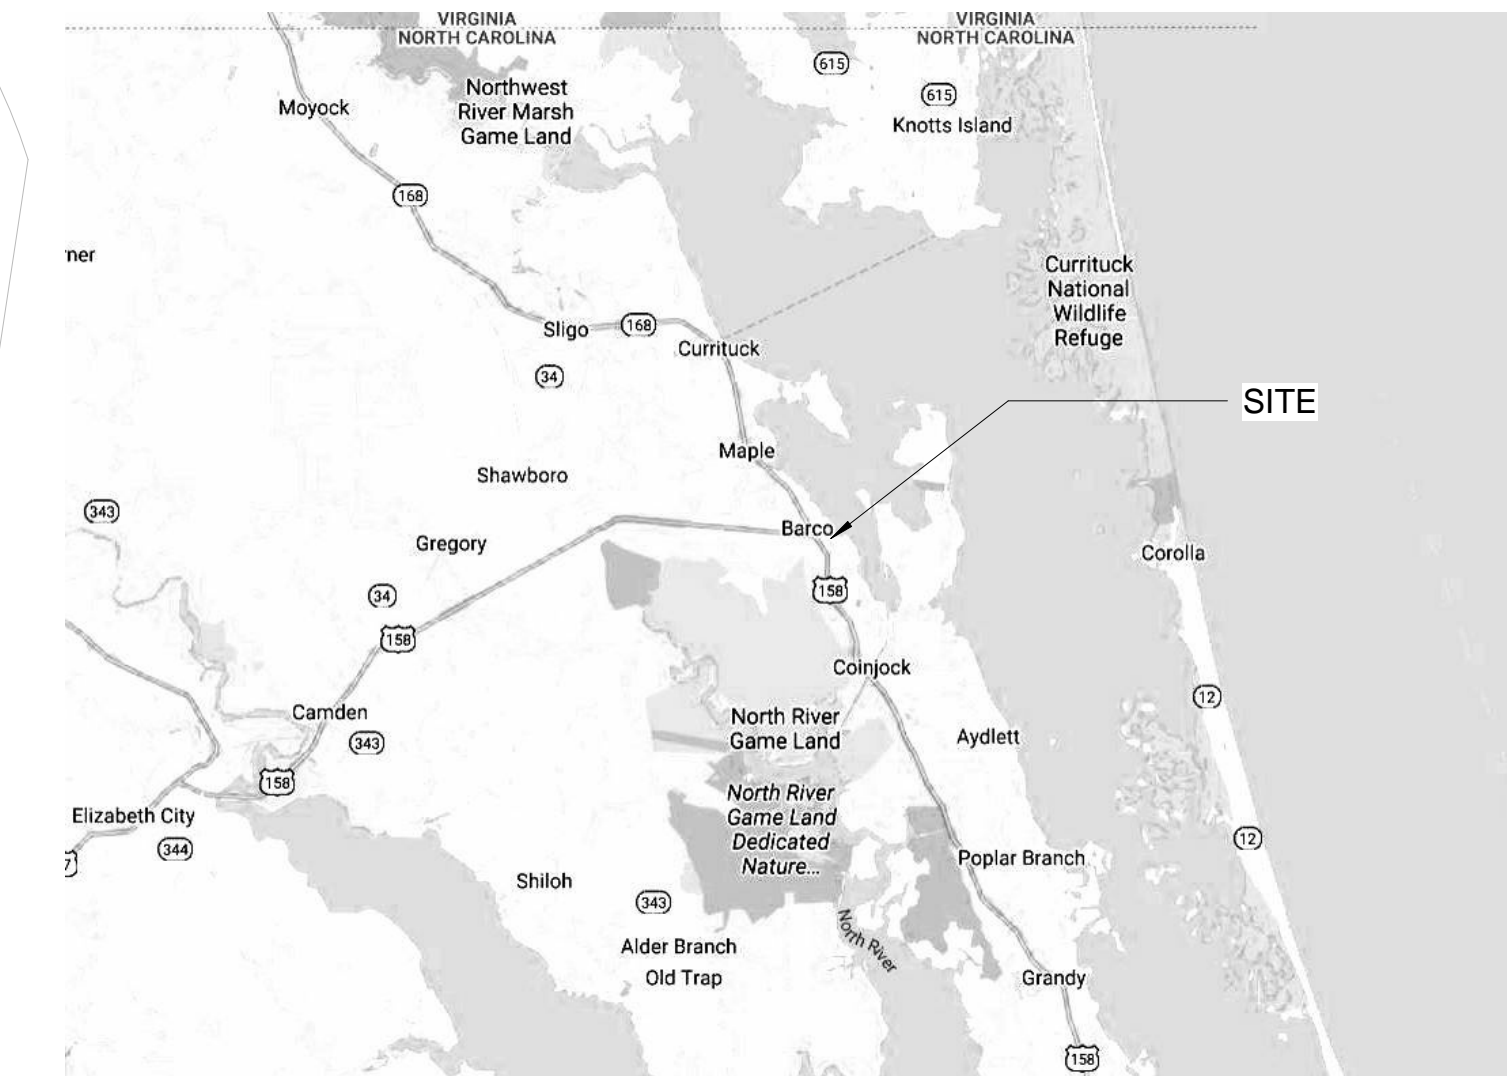 VIRGINIA
NORTH CAROLINA
VIRGINIA
NORTH CAROLINA
615
615
Knotts Island
Northwest
River Marsh
Game Land
Moyock
168
rner
Currituck
National
Wildlife
Refuge
Sligo
168
Currituck
34
SITE
Maple
Shawboro
343
Barco
Gregory
Corolla
34
158
158
Coinjock
12
Camden
343
North River
Game Land
Aydlett
158
North River
Game Land
Dedicated
Nature...
Elizabeth City
344
7
12
Poplar Branch
Shiloh
343
North River
Alder Branch
Old Trap
Grandy
158